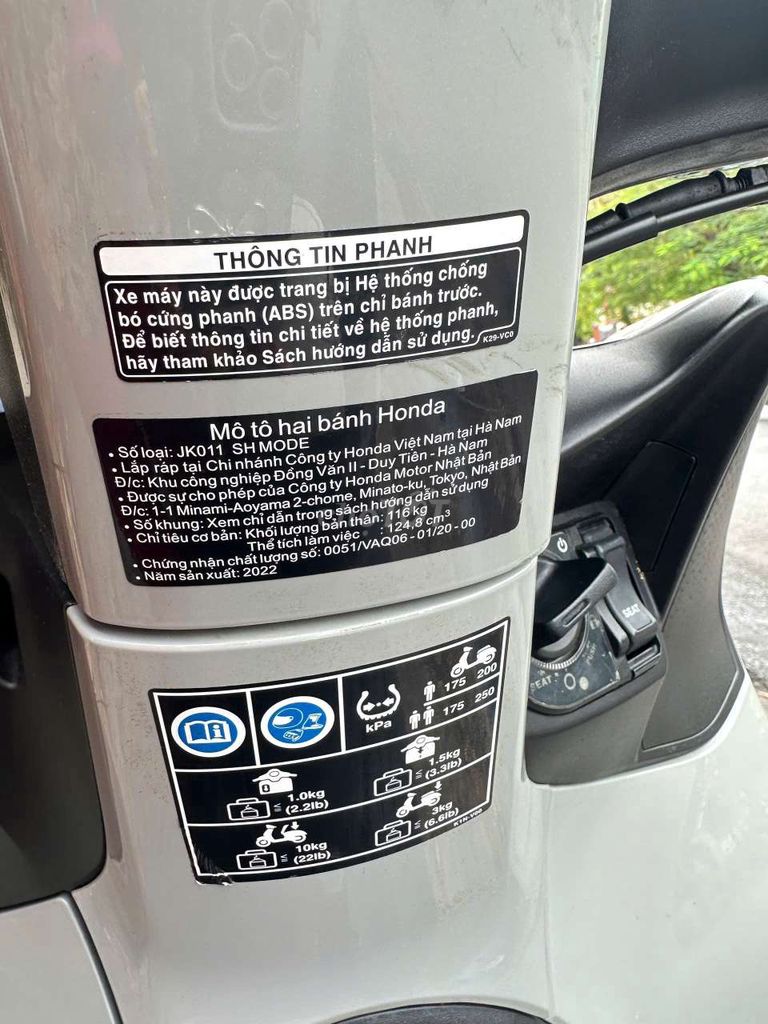 THÔNG TIN PHANH
Xe máy này được trang bị Hệ thống chống
bó cứng phanh (ABS) trên chỉ bánh trước.
Để biết thông tin chi tiết về hệ thống phanh,
hãy tham khảo Sách hướng dẫn sử dụng.
K29-VC0
Mô tô hai bánh Honda
• Số loại: JK011 SH MODE
• Lắp ráp tại Chi nhánh Công ty Honda Việt Nam tại Hà Nam
Đ/c: Khu công nghiệp Đồng Văn II - Duy Tiên - Hà Nam
• Được sự cho phép của Công ty Honda Motor Nhật Bản
Đ/c: 1-1 Minami-Aoyama 2-chome, Minato-ku, Tokyo, Nhật Bản
• Số khung: Xem chỉ dẫn trong sách hướng dẫn sử dụng
• Chỉ tiêu cơ bản: Khối lượng bản thân: 116 kg
Thể tích làm việc : 124,8 cm³
• Chứng nhận chất lượng số: 0051/VAQ06 - 01/20 - 00
• Năm sản xuất: 2022
SEAT
PUSH
SEAT
kPa
175 200
175 250
1.0kg
(2.2lb)
1.5kg
(3.3lb)
10kg
(22lb)
3kg
(6.6lb)